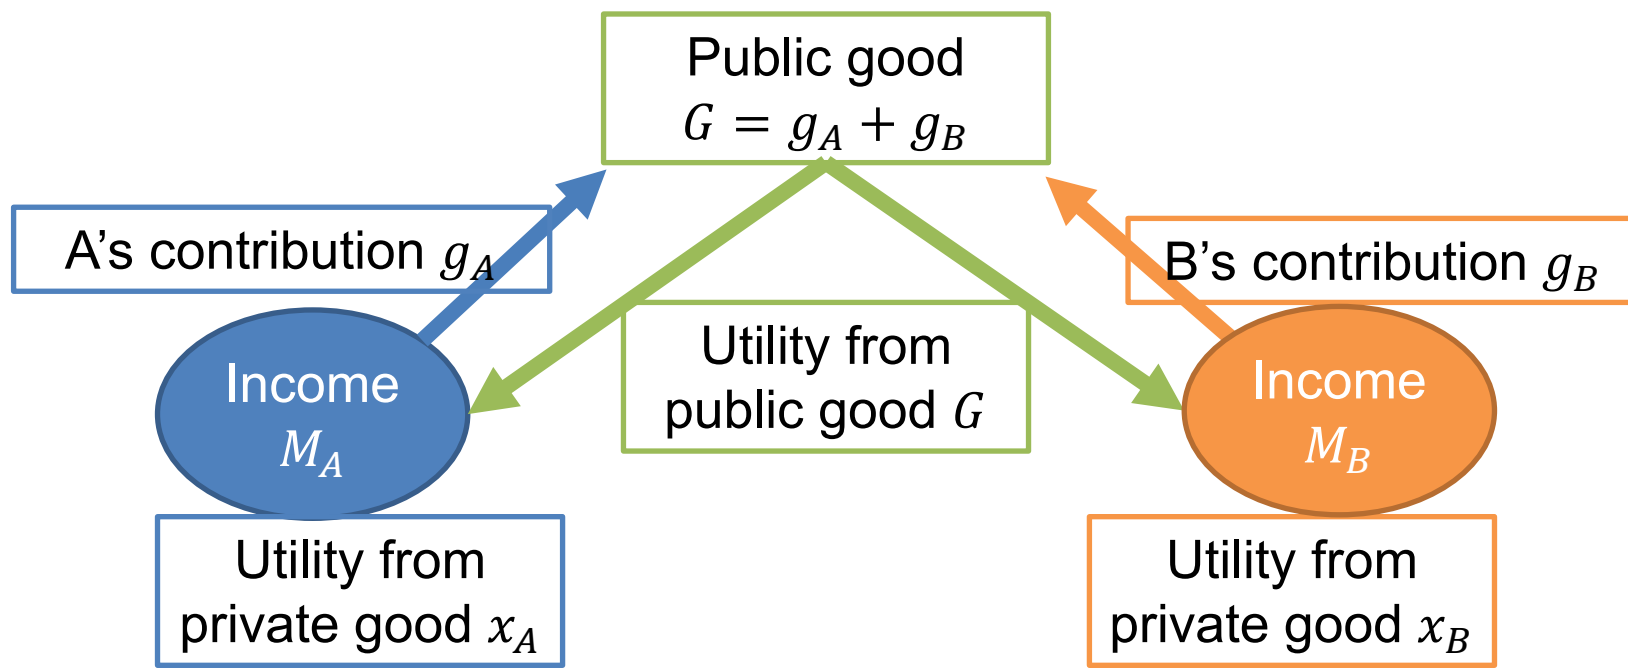 Public good
G = g_A + g_B
A’s contribution g_A
B’s contribution g_B
Utility from
public good G
Income
M_A
Income
M_B
Utility from
private good x_A
Utility from
private good x_B